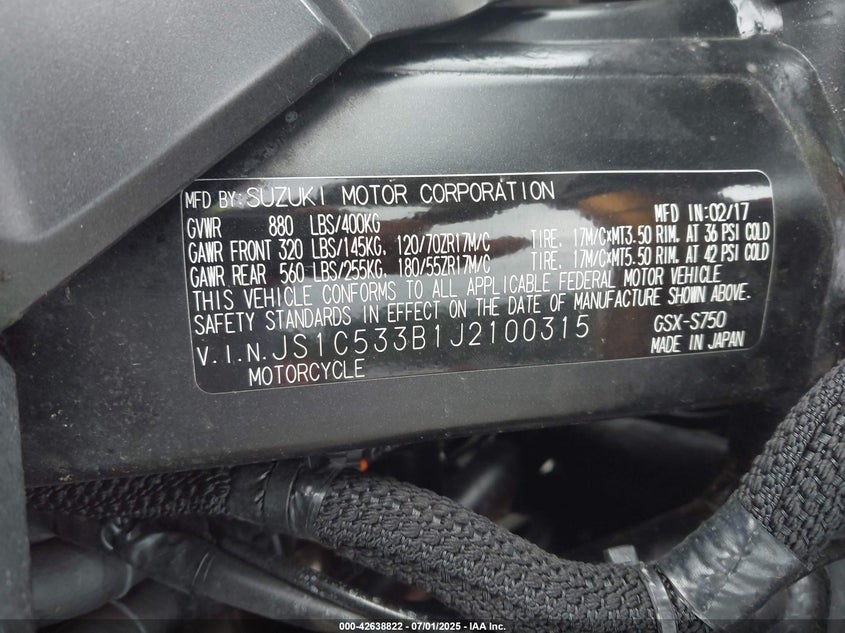 MFD BY: SUZUKI MOTOR CORPORATION
MFD IN: 02/17
GVWR 880 LBS/400KG
GAWR FRONT 320 LBS/145KG, 120/70ZR17M/C TIRE, 17M/C×MT3.50 RIM, AT 36 PSI COLD
GAWR REAR 560 LBS/255KG, 180/55ZR17M/C TIRE, 17M/C×MT5.50 RIM, AT 42 PSI COLD
THIS VEHICLE CONFORMS TO ALL APPLICABLE FEDERAL MOTOR VEHICLE
SAFETY STANDARDS IN EFFECT ON THE DATE OF MANUFACTURE SHOWN ABOVE.
V.I.N. JS1C533B1J2100315 GSX-S750
MOTORCYCLE MADE IN JAPAN
000-42638822 - 07/01/2025 - IAA Inc.